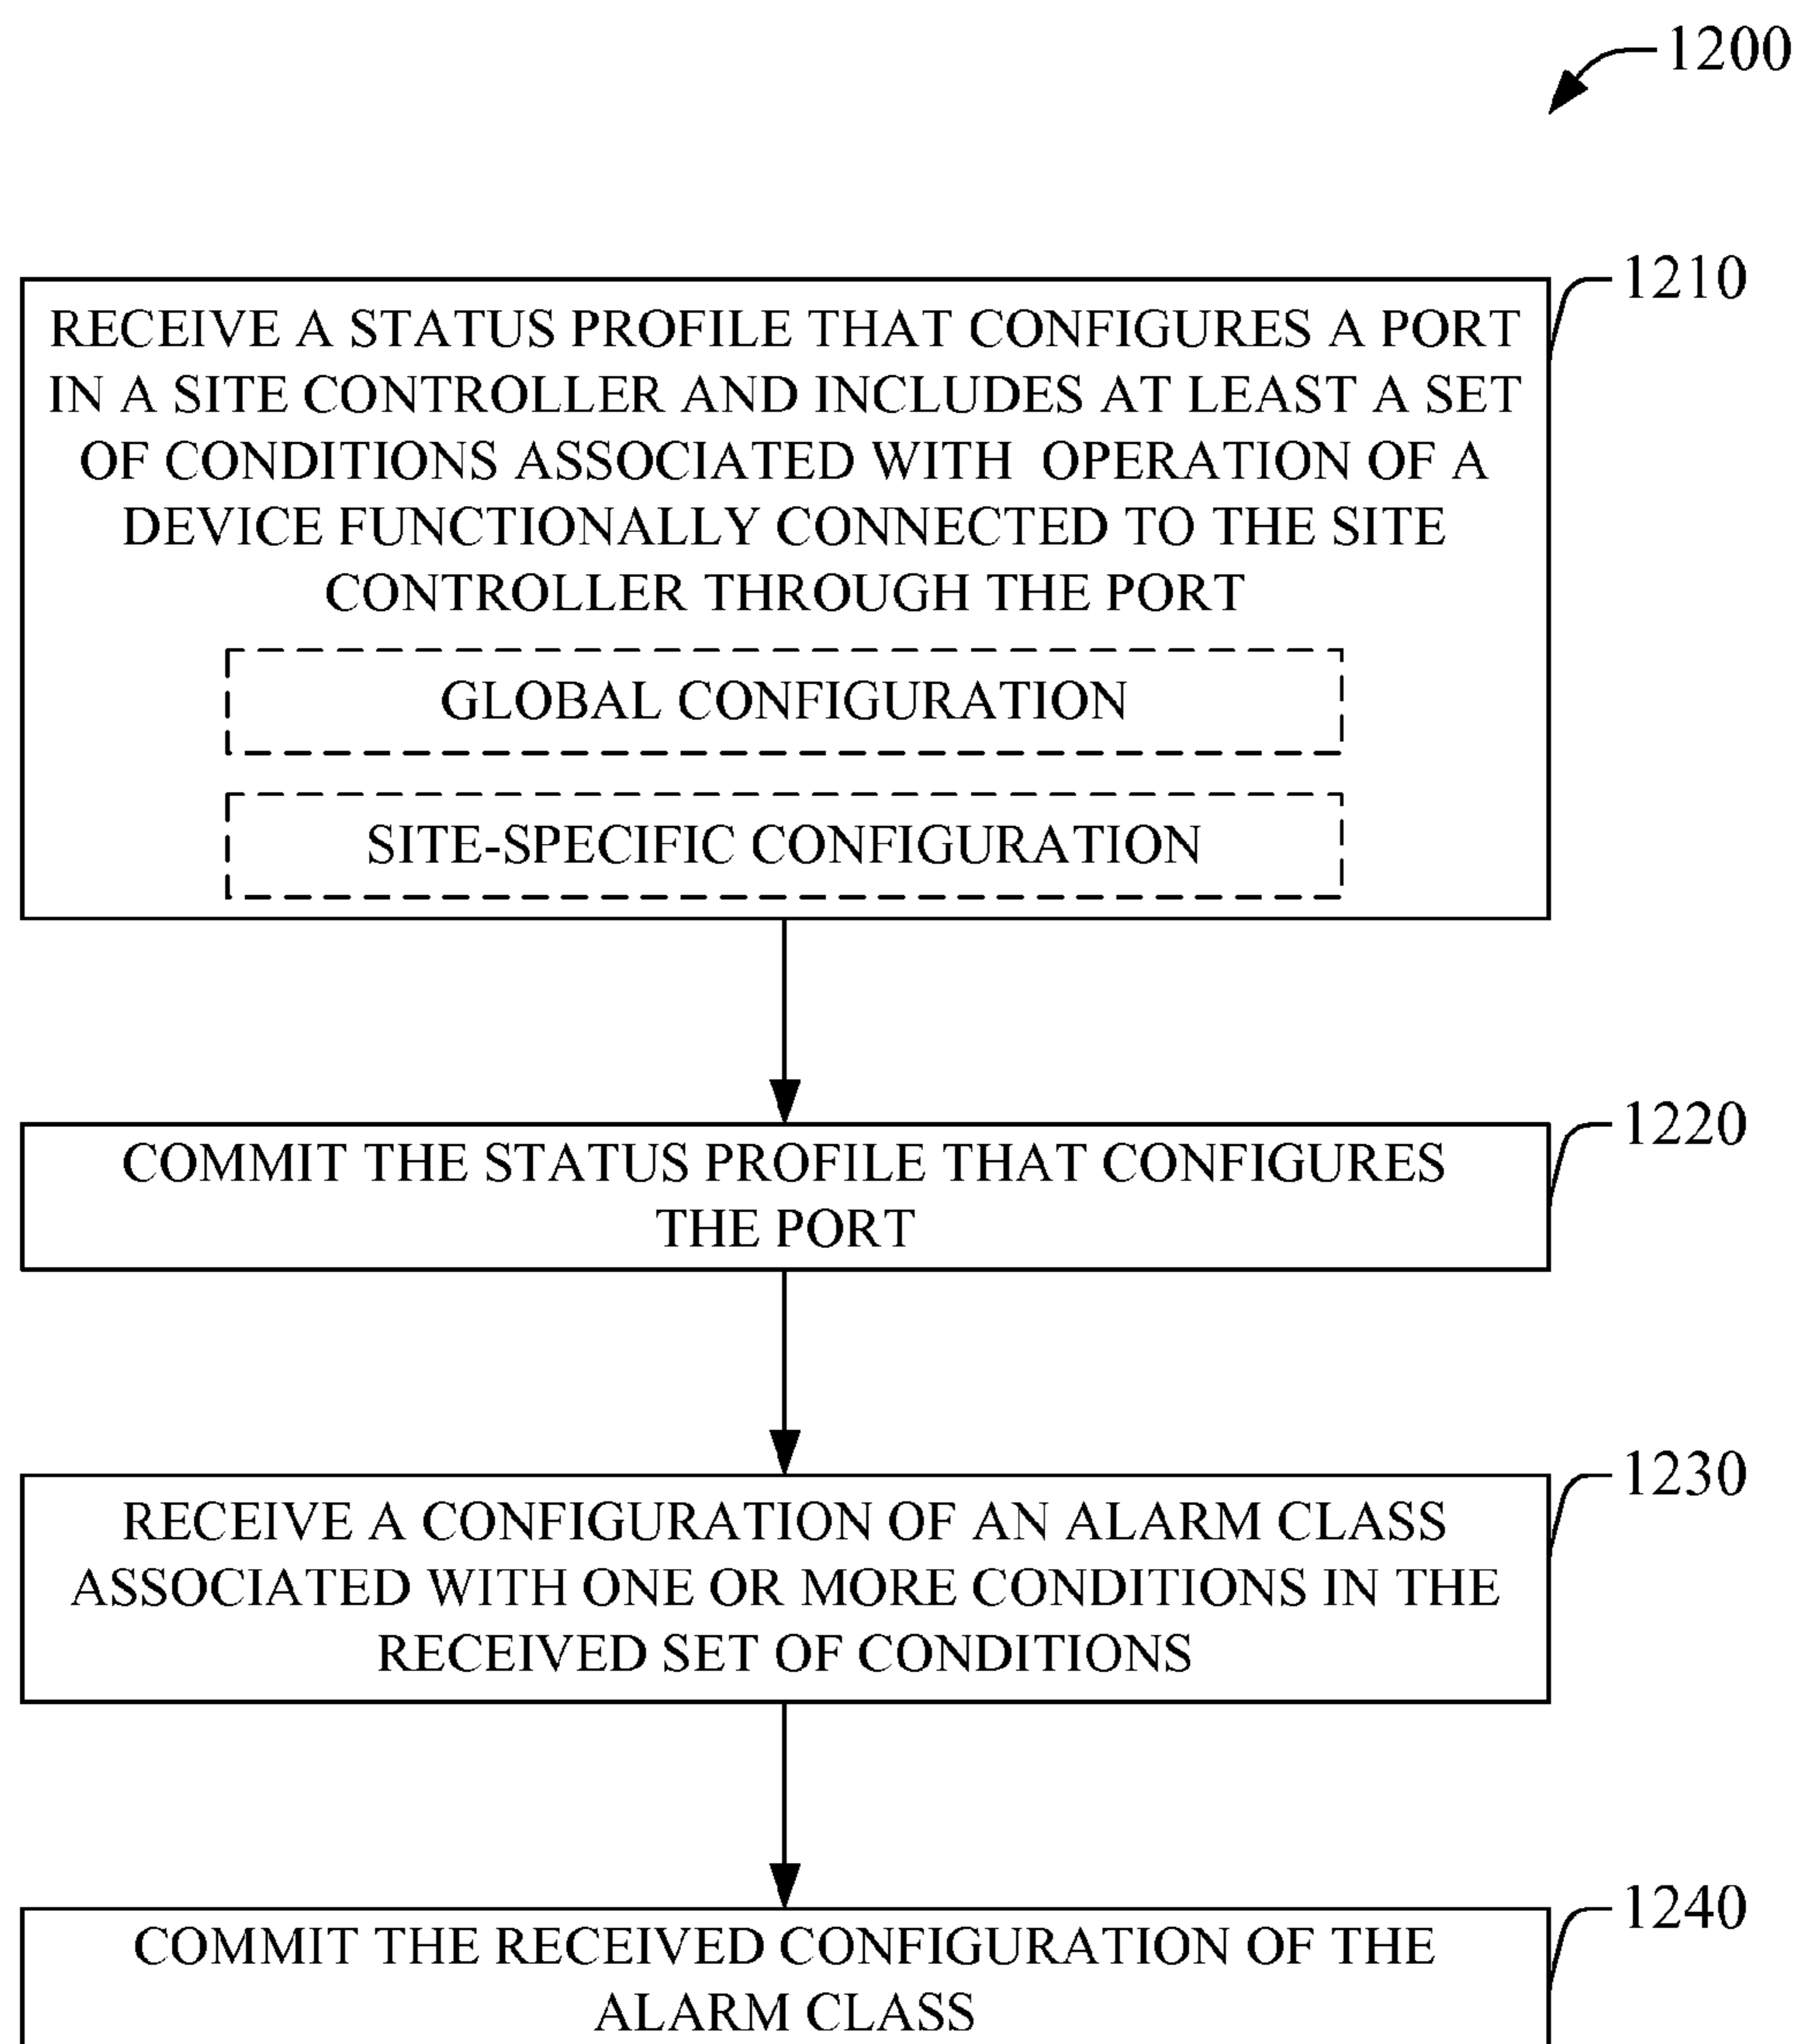 1200
1210
RECEIVE A STATUS PROFILE THAT CONFIGURES A PORT
IN A SITE CONTROLLER AND INCLUDES AT LEAST A SET
OF CONDITIONS ASSOCIATED WITH OPERATION OF A
DEVICE FUNCTIONALLY CONNECTED TO THE SITE
CONTROLLER THROUGH THE PORT
GLOBAL CONFIGURATION
SITE-SPECIFIC CONFIGURATION
1220
COMMIT THE STATUS PROFILE THAT CONFIGURES
THE PORT
1230
RECEIVE A CONFIGURATION OF AN ALARM CLASS
ASSOCIATED WITH ONE OR MORE CONDITIONS IN THE
RECEIVED SET OF CONDITIONS
1240
COMMIT THE RECEIVED CONFIGURATION OF THE
ALARM CLASS